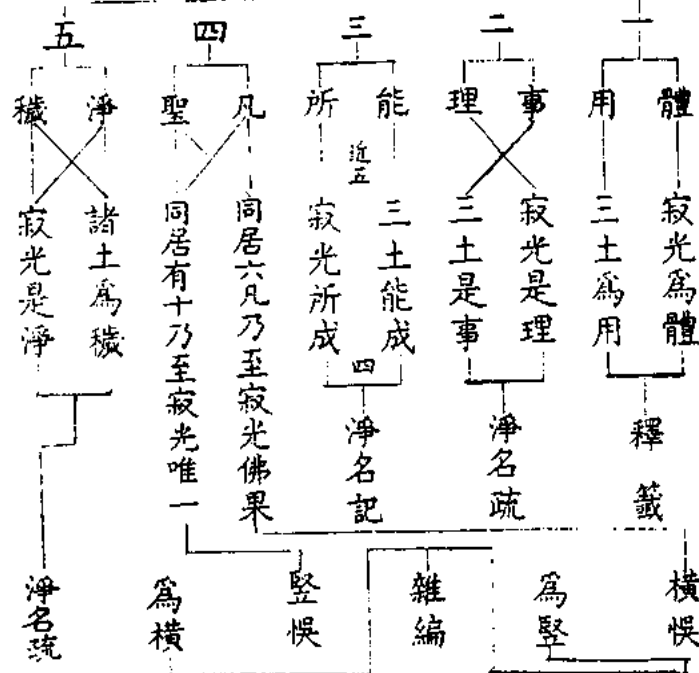 一
體
用
寂光為體
三土為用
釋籤
二
事
理
寂光是理
三土是事
淨名疏
三
能
所
近五
三土能成
寂光所成
四
淨名記
四
凡
聖
同居六凡乃至寂光佛果
同居有十乃至寂光唯一
五
淨
穢
諸土為穢
寂光是淨
淨名疏
橫悞
為豎
雜編
豎悞
為橫